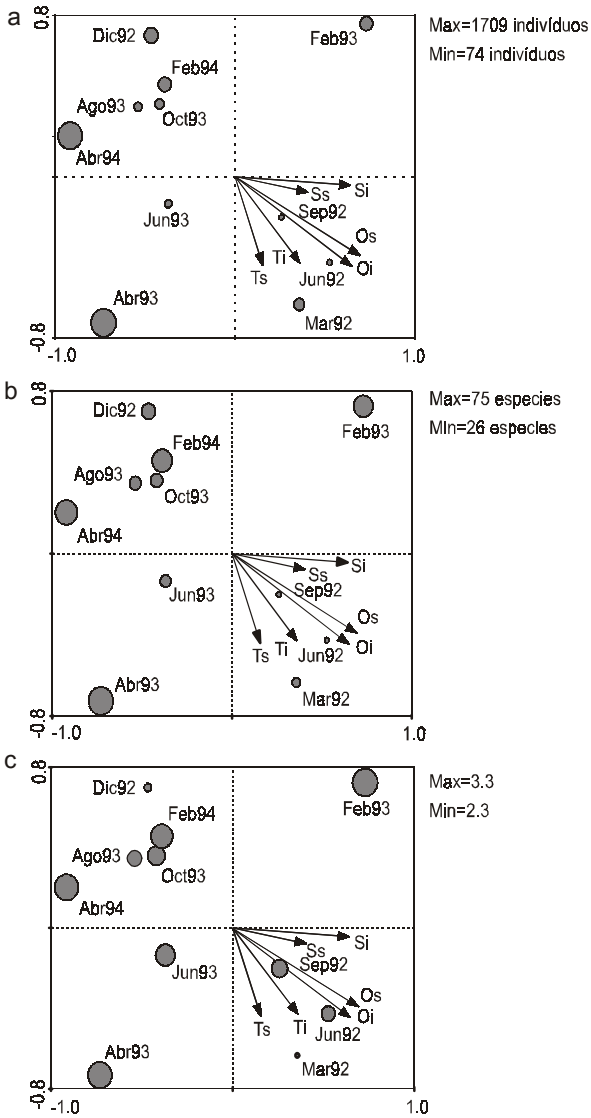 a
0.8
Dic92
Feb93
Max=1709 indivíduos
Min=74 indivíduos
Feb94
Ago93
Oct93
Abr94
Si
Ss
Sep92
Jun93
Os
Ti
Oi
Ts
Jun92
Abr93
Mar92
-0.8
-1.0
1.0
b
0.8
Dic92
Feb93
Max=75 especies
MIn=26 especIes
Feb94
Ago93
Oct93
Abr94
Si
Ss
Sep92
Jun93
Os
Ts
Ti
Jun92
Oi
Abr93
Mar92
-0.8
-1.0
1.0
c
0.8
Dic92
Feb93
Max=3.3
Min=2.3
Feb94
Ago93
Oct93
Abr94
Si
Ss
Sep92
Jun93
Os
Ts
Ti
Oi
Jun92
Abr93
Mar92
-0.8
-1.0
1.0